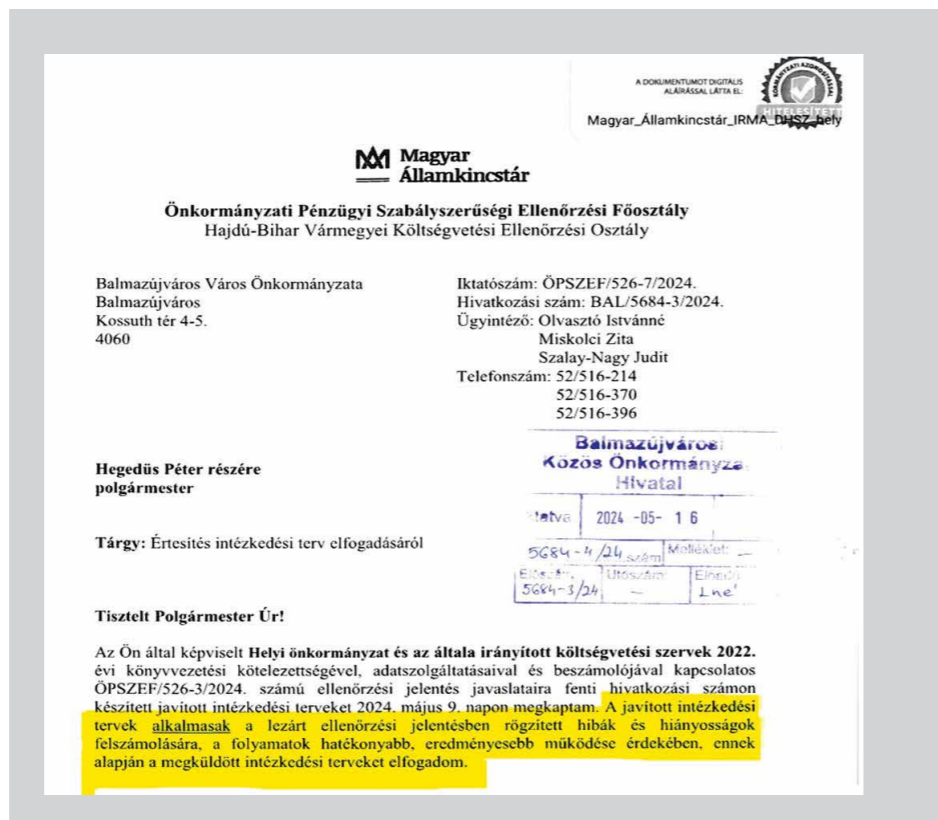 A DOKUMENTUMOT DIGITÁLIS
ALÁÍRÁSSAL LÁTTA EL:
HITELESÍTETT
Magyar_Államkincstár_IRMA_DHSZ_hely
Magyar
Államkincstár
Önkormányzati Pénzügyi Szabályszerűségi Ellenőrzési Főosztály
Hajdú-Bihar Vármegyei Költségvetési Ellenőrzési Osztály
Balmazújváros Város Önkormányzata
Balmazújváros
Kossuth tér 4-5.
4060
Iktatószám: ÖPSZEF/526-7/2024.
Hivatkozási szám: BAL/5684-3/2024.
Ügyintéző: Olvasztó Istvánné
Miskolci Zita
Szalay-Nagy Judit
Telefonszám: 52/516-214
52/516-370
52/516-396
Balmazújváros
Közös Önkormányza
Hivatal
2024 -05- 16
5684-4/24 szám Melléklet: —
Előszám: Utószám:
5684-3/24 —
Hegedüs Péter részére
polgármester
Tárgy: Értesítés intézkedési terv elfogadásáról
Tisztelt Polgármester Úr!
Az Ön által képviselt Helyi önkormányzat és az általa irányított költségvetési szervek 2022.
évi könyvvezetési kötelezettségével, adatszolgáltatásaival és beszámolójával kapcsolatos
ÖPSZEF/526-3/2024. számú ellenőrzési jelentés javaslataira fenti hivatkozási számon
készített javított intézkedési terveket 2024. május 9. napon megkaptam. A javított intézkedési
tervek alkalmasak a lezárt ellenőrzési jelentésben rögzített hibák és hiányosságok
felszámolására, a folyamatok hatékonyabb, eredményesebb működése érdekében, ennek
alapján a megküldött intézkedési terveket elfogadom.